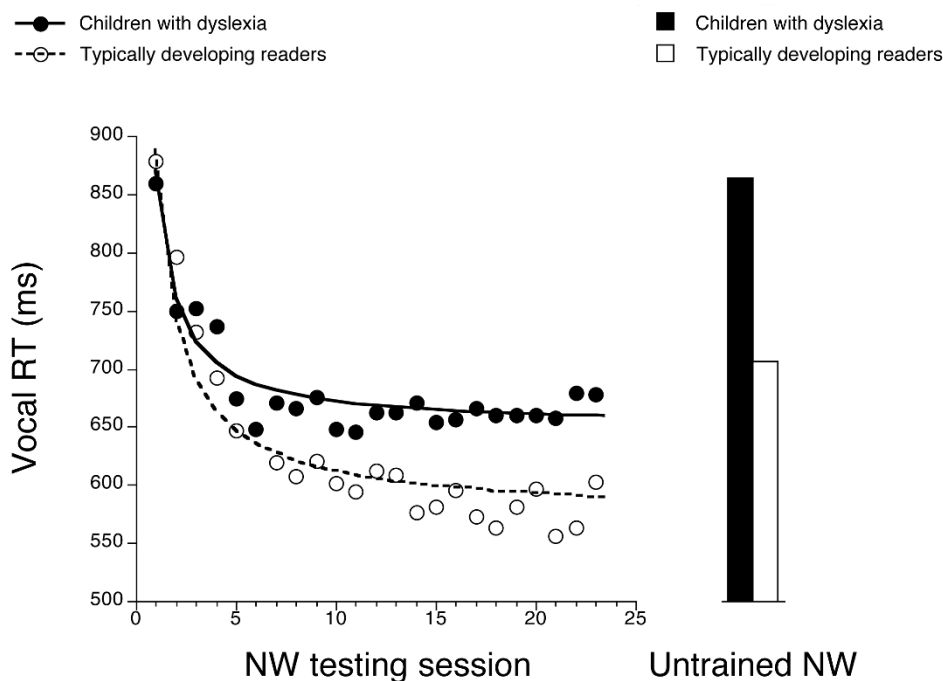 Children with dyslexia
Typically developing readers
Children with dyslexia
Typically developing readers
Vocal RT (ms)
900
850
800
750
700
650
600
550
500
0 5 10 15 20 25
NW testing session
Untrained NW